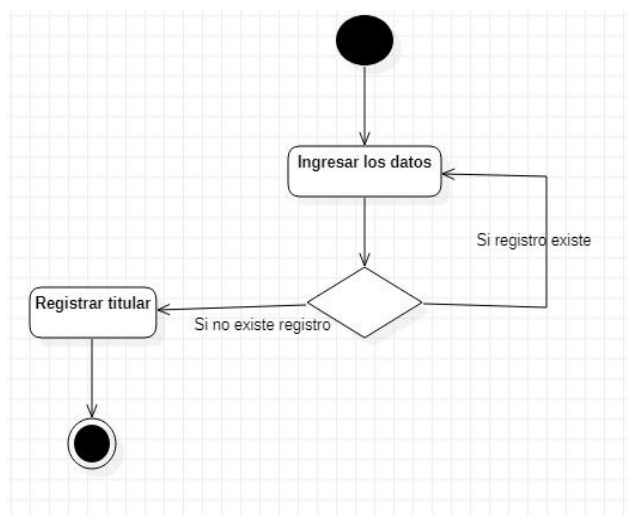 Ingresar los datos
Si registro existe
Registrar titular
Si no existe registro